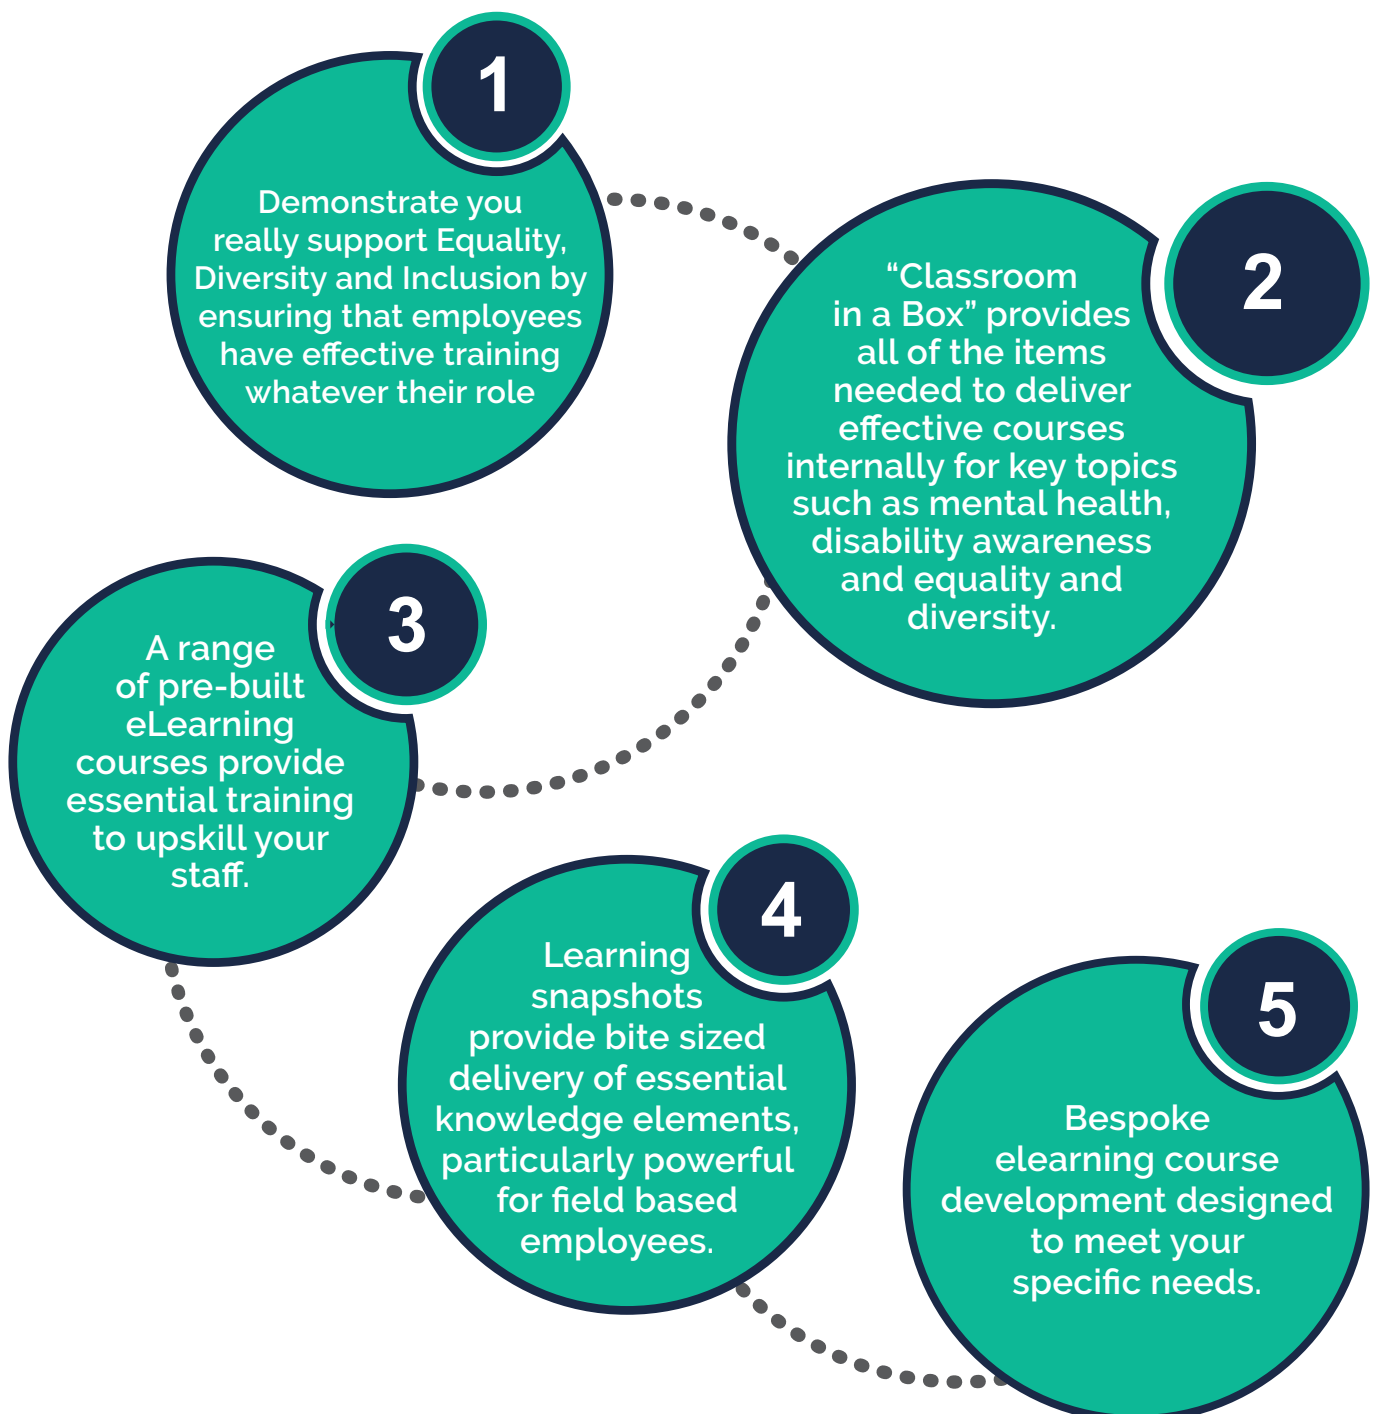 1
Demonstrate you
really support Equality,
Diversity and Inclusion by
ensuring that employees
have effective training
whatever their role
2
“Classroom
in a Box” provides
all of the items
needed to deliver
effective courses
internally for key topics
such as mental health,
disability awareness
and equality and
diversity.
3
A range
of pre-built
eLearning
courses provide
essential training
to upskill your
staff.
4
Learning
snapshots
provide bite sized
delivery of essential
knowledge elements,
particularly powerful
for field based
employees.
5
Bespoke
elearning course
development designed
to meet your
specific needs.